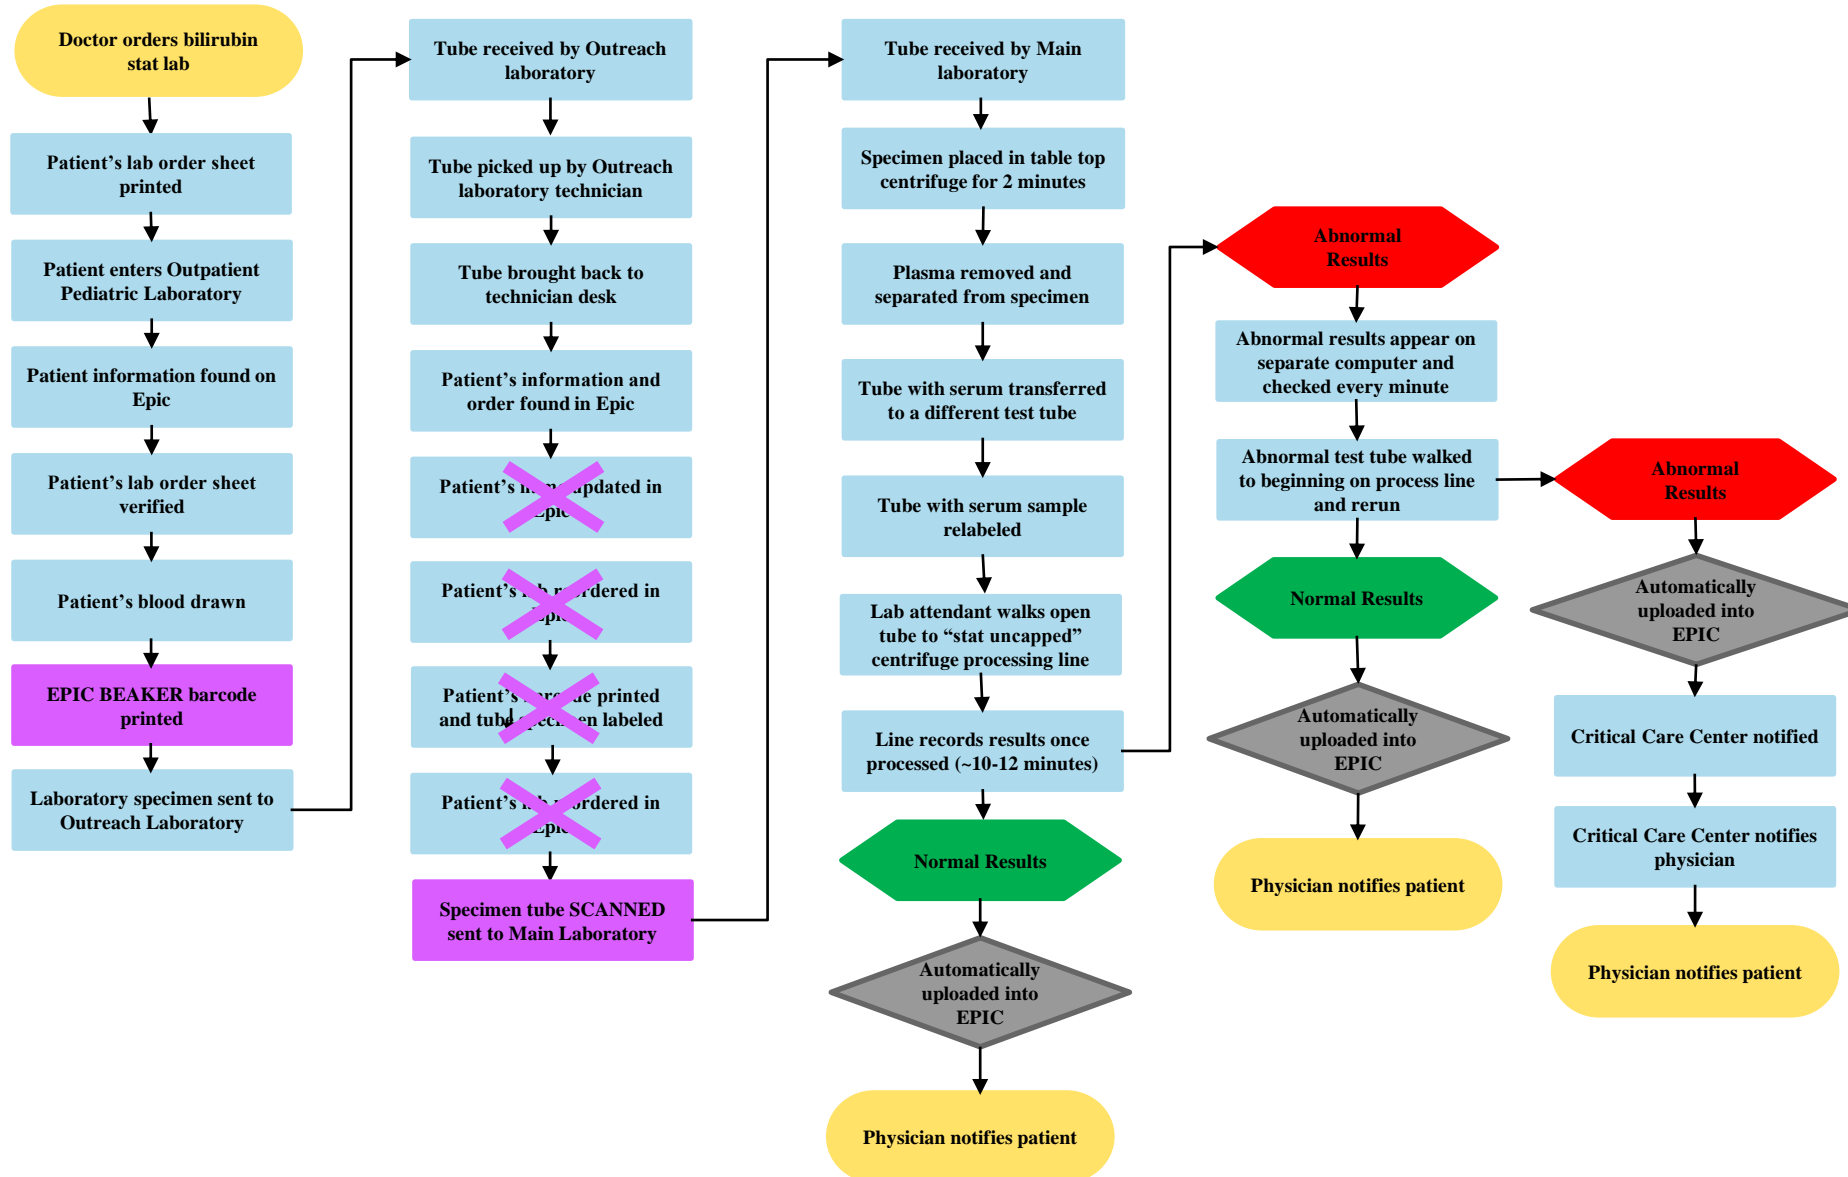 Doctor orders bilirubin
stat lab
Patient's lab order sheet
printed
Patient enters Outpatient
Pediatric Laboratory
Patient information found on
Epic
Patient's lab order sheet
verified
Patient's blood drawn
EPIC BEAKER barcode
printed
Laboratory specimen sent to
Outreach Laboratory
Tube received by Outreach
laboratory
Tube picked up by Outreach
laboratory technician
Tube brought back to
technician desk
Patient's information and
order found in Epic
Patient's updated in
Epic
Patient's lab reordered in
Epic
Patient's barcode printed
and tube specimen labeled
Patient's lab reordered in
Epic
Specimen tube SCANNED
sent to Main Laboratory
Tube received by Main
laboratory
Specimen placed in table top
centrifuge for 2 minutes
Plasma removed and
separated from specimen
Tube with serum transferred
to a different test tube
Tube with serum sample
relabeled
Lab attendant walks open
tube to “stat uncapped”
centrifuge processing line
Line records results once
processed (~10-12 minutes)
Normal Results
Automatically
uploaded into
EPIC
Physician notifies patient
Abnormal
Results
Abnormal results appear on
separate computer and
checked every minute
Abnormal test tube walked
to beginning on process line
and rerun
Normal Results
Automatically
uploaded into
EPIC
Physician notifies patient
Abnormal
Results
Automatically
uploaded into
EPIC
Critical Care Center notified
Critical Care Center notifies
physician
Physician notifies patient